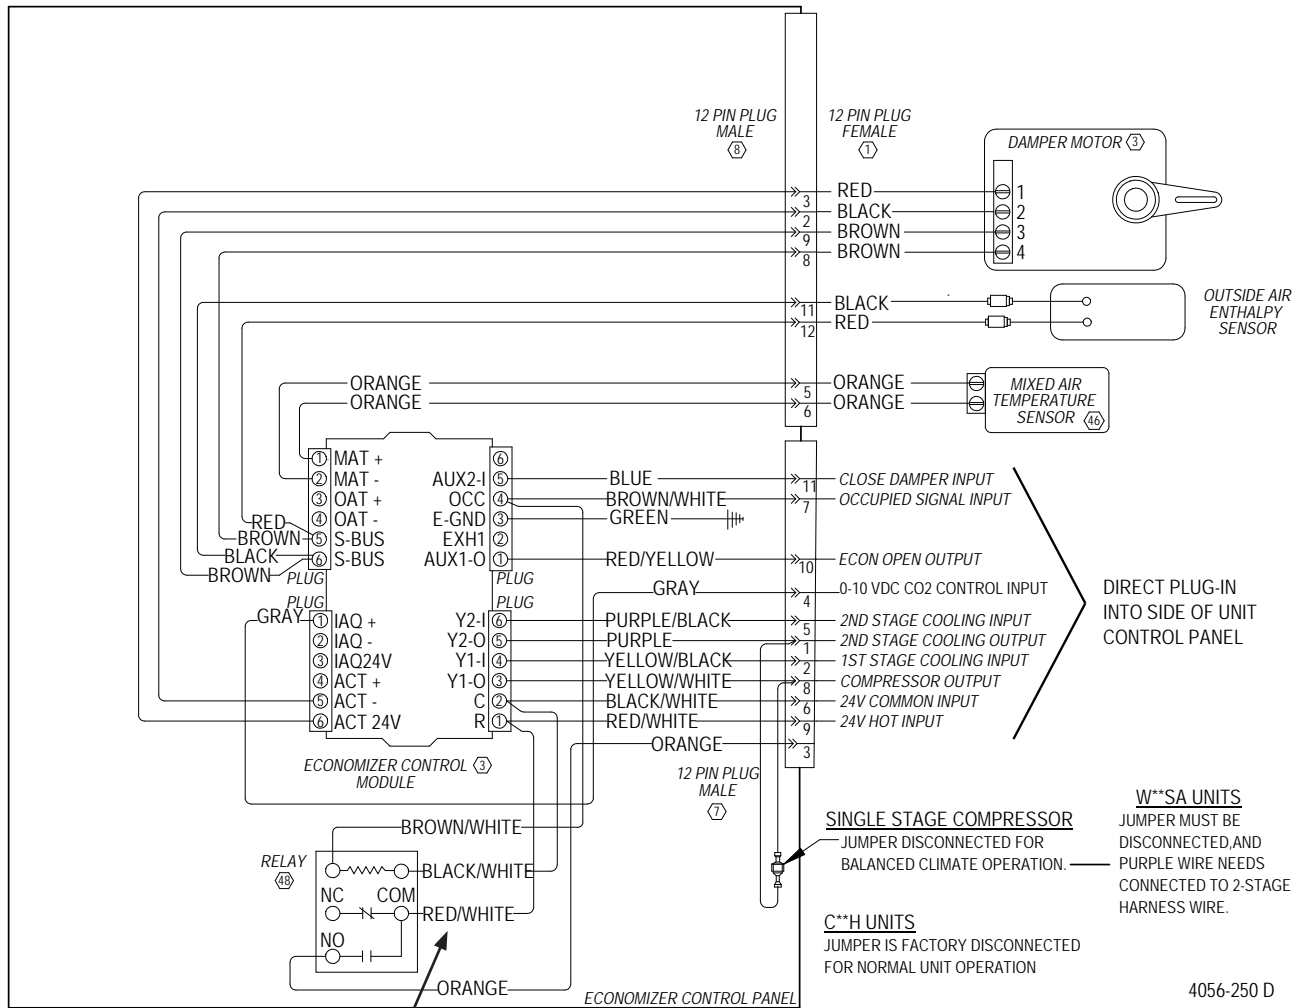 12 PIN PLUG
MALE
8
12 PIN PLUG
FEMALE
1
DAMPER MOTOR 3
3 RED 1
2 BLACK 2
9 BROWN 3
8 BROWN 4
11 BLACK
12 RED
OUTSIDE AIR
ENTHALPY
SENSOR
ORANGE 5 ORANGE
ORANGE 6 ORANGE
MIXED AIR
TEMPERATURE
SENSOR 46
1 MAT +
2 MAT -
3 OAT +
4 OAT -
RED
BROWN 5 S-BUS
BLACK 6 S-BUS
BROWN
PLUG
6
AUX2-I 5 BLUE 11 CLOSE DAMPER INPUT
OCC 4 BROWN/WHITE 7 OCCUPIED SIGNAL INPUT
E-GND 3 GREEN
EXH1 2
AUX1-O 1 RED/YELLOW 10 ECON OPEN OUTPUT
PLUG
GRAY 4 0-10 VDC CO2 CONTROL INPUT
PLUG
GRAY 1 IAQ +
2 IAQ -
3 IAQ24V
4 ACT +
5 ACT -
6 ACT 24V
PLUG
Y2-I 6 PURPLE/BLACK 5 2ND STAGE COOLING INPUT
Y2-O 5 PURPLE 1 2ND STAGE COOLING OUTPUT
Y1-I 4 YELLOW/BLACK 2 1ST STAGE COOLING INPUT
Y1-O 3 YELLOW/WHITE 8 COMPRESSOR OUTPUT
C 2 BLACK/WHITE 6 24V COMMON INPUT
R 1 RED/WHITE 9 24V HOT INPUT
ORANGE 3
DIRECT PLUG-IN
INTO SIDE OF UNIT
CONTROL PANEL
ECONOMIZER CONTROL 3
MODULE
12 PIN PLUG
MALE
7
BROWN/WHITE
RELAY
48
BLACK/WHITE
NC COM
RED/WHITE
NO
ORANGE
SINGLE STAGE COMPRESSOR
JUMPER DISCONNECTED FOR
BALANCED CLIMATE OPERATION.
W**SA UNITS
JUMPER MUST BE
DISCONNECTED,AND
PURPLE WIRE NEEDS
CONNECTED TO 2-STAGE
HARNESS WIRE.
C**H UNITS
JUMPER IS FACTORY DISCONNECTED
FOR NORMAL UNIT OPERATION
ECONOMIZER CONTROL PANEL
4056-250 D